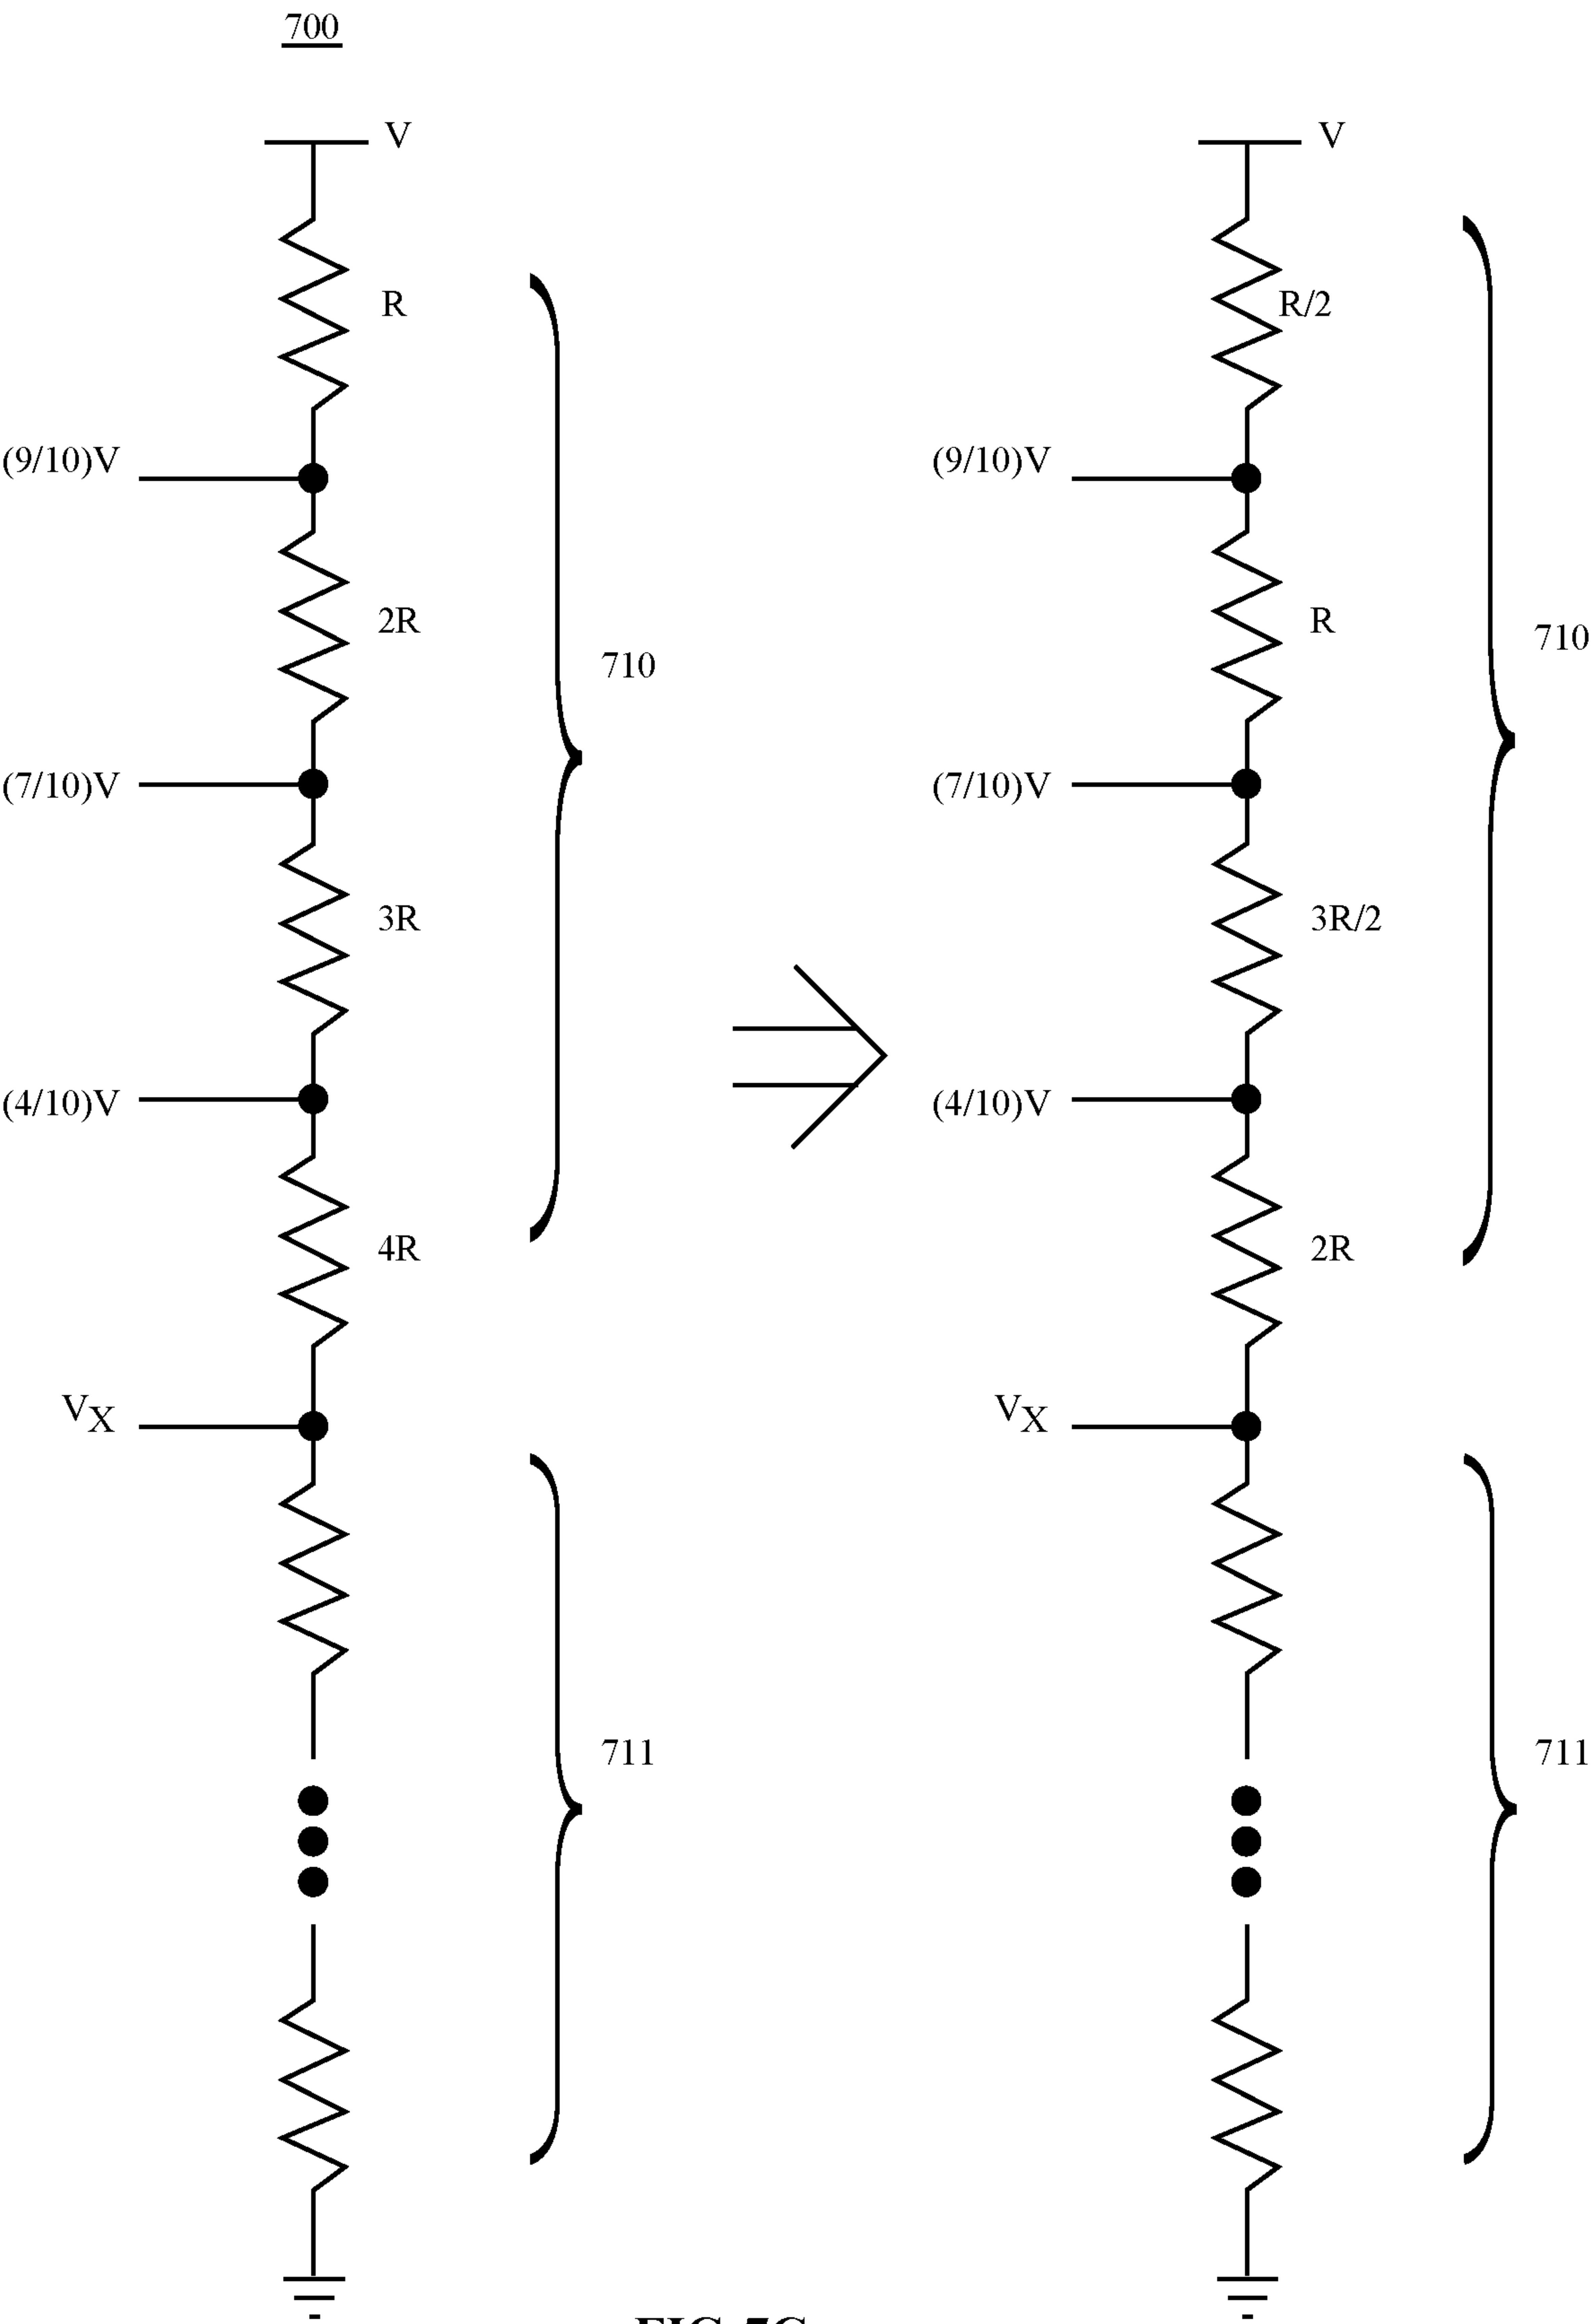 700
V
R
(9/10)V
2R
710
(7/10)V
3R
(4/10)V
4R
VX
711
V
R/2
(9/10)V
R
710
(7/10)V
3R/2
(4/10)V
2R
VX
711